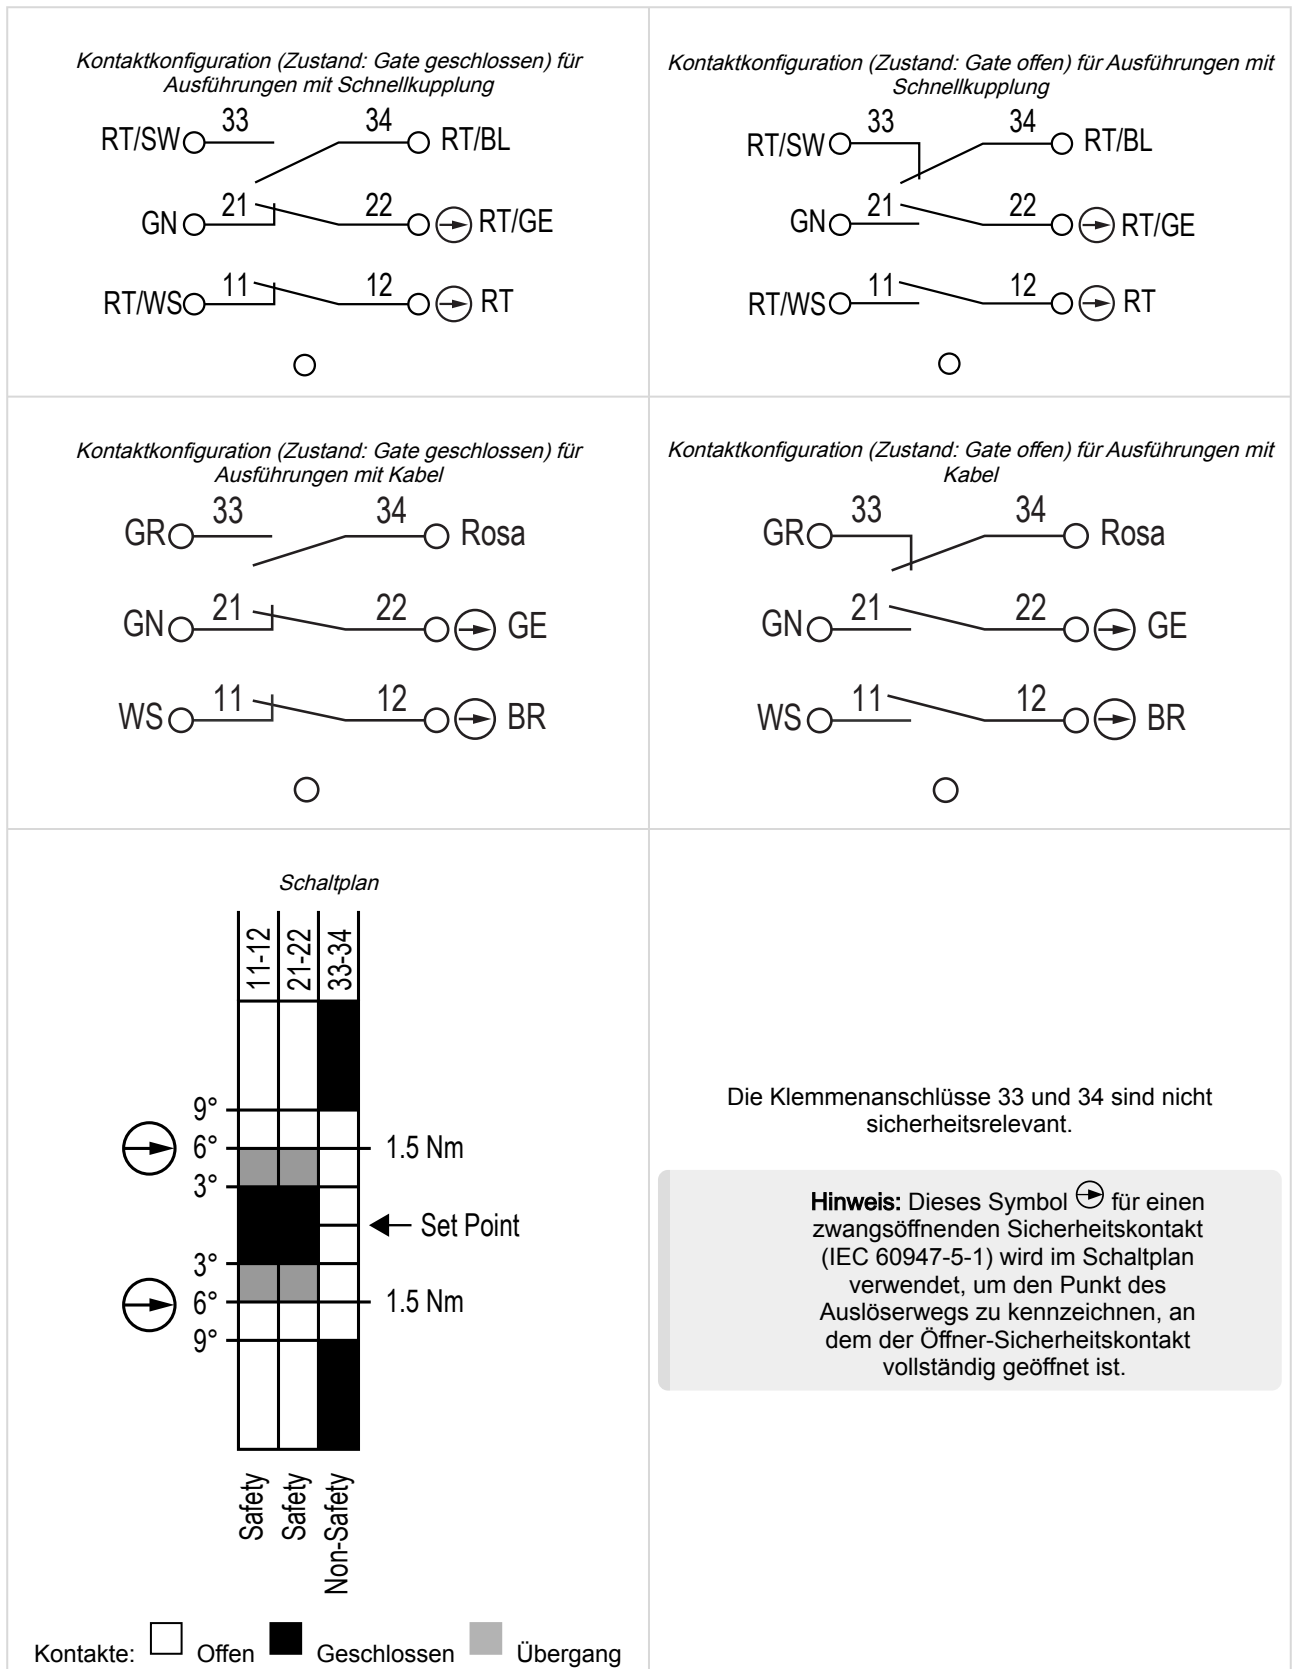 Kontaktkonfiguration (Zustand: Gate geschlossen) für
Ausführungen mit Schnellkupplung
33 34
RT/SW RT/BL
21 22
GN RT/GE
11 12
RT/WS RT
Kontaktkonfiguration (Zustand: Gate offen) für Ausführungen mit
Schnellkupplung
33 34
RT/SW RT/BL
21 22
GN RT/GE
11 12
RT/WS RT
Kontaktkonfiguration (Zustand: Gate geschlossen) für
Ausführungen mit Kabel
33 34
GR Rosa
21 22
GN GE
11 12
WS BR
Kontaktkonfiguration (Zustand: Gate offen) für Ausführungen mit
Kabel
33 34
GR Rosa
21 22
GN GE
11 12
WS BR
Schaltplan
11-12 21-22 33-34
9°
6° 1.5 Nm
3°
Set Point
3°
6° 1.5 Nm
9°
Safety Safety Non-Safety
Kontakte: Offen Geschlossen Übergang
Die Klemmenanschlüsse 33 und 34 sind nicht
sicherheitsrelevant.
Hinweis: Dieses Symbol für einen
zwangsöffnenden Sicherheitskontakt
(IEC 60947-5-1) wird im Schaltplan
verwendet, um den Punkt des
Auslöserwegs zu kennzeichnen, an
dem der Öffner-Sicherheitskontakt
vollständig geöffnet ist.